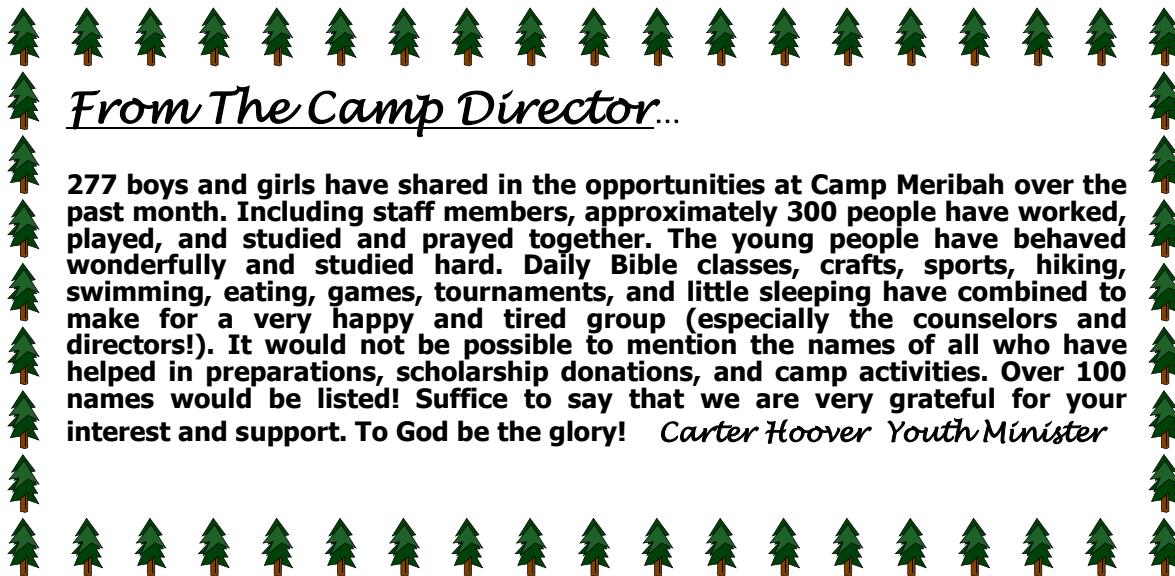 From The Camp Director...
277 boys and girls have shared in the opportunities at Camp Meribah over the
past month. Including staff members, approximately 300 people have worked,
played, and studied and prayed together. The young people have behaved
wonderfully and studied hard. Daily Bible classes, crafts, sports, hiking,
swimming, eating, games, tournaments, and little sleeping have combined to
make for a very happy and tired group (especially the counselors and
directors!). It would not be possible to mention the names of all who have
helped in preparations, scholarship donations, and camp activities. Over 100
names would be listed! Suffice to say that we are very grateful for your
interest and support. To God be the glory! Carter Hoover Youth Minister